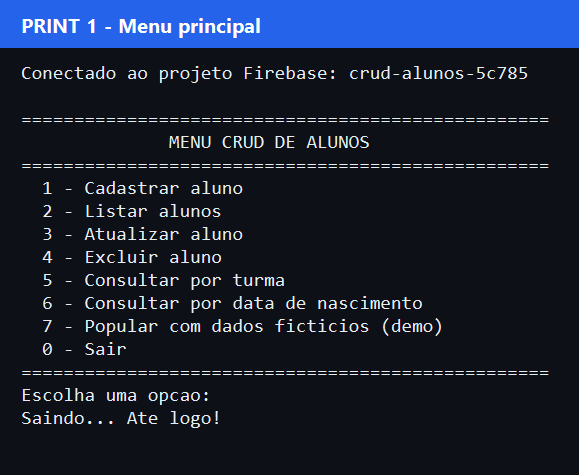 PRINT 1 - Menu principal
Conectado ao projeto Firebase: crud-alunos-5c785
==================================================
MENU CRUD DE ALUNOS
==================================================
1 - Cadastrar aluno
2 - Listar alunos
3 - Atualizar aluno
4 - Excluir aluno
5 - Consultar por turma
6 - Consultar por data de nascimento
7 - Popular com dados ficticios (demo)
0 - Sair
==================================================
Escolha uma opcao:
Saindo... Ate logo!